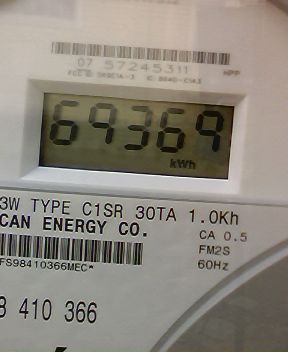 07 57245311
69369
kWh
3W TYPE C1SR 30TA 1.0Kh
CAN ENERGY CO.
CA 0.5
FM2S
FS98410366MEC*
60Hz
8 410 366